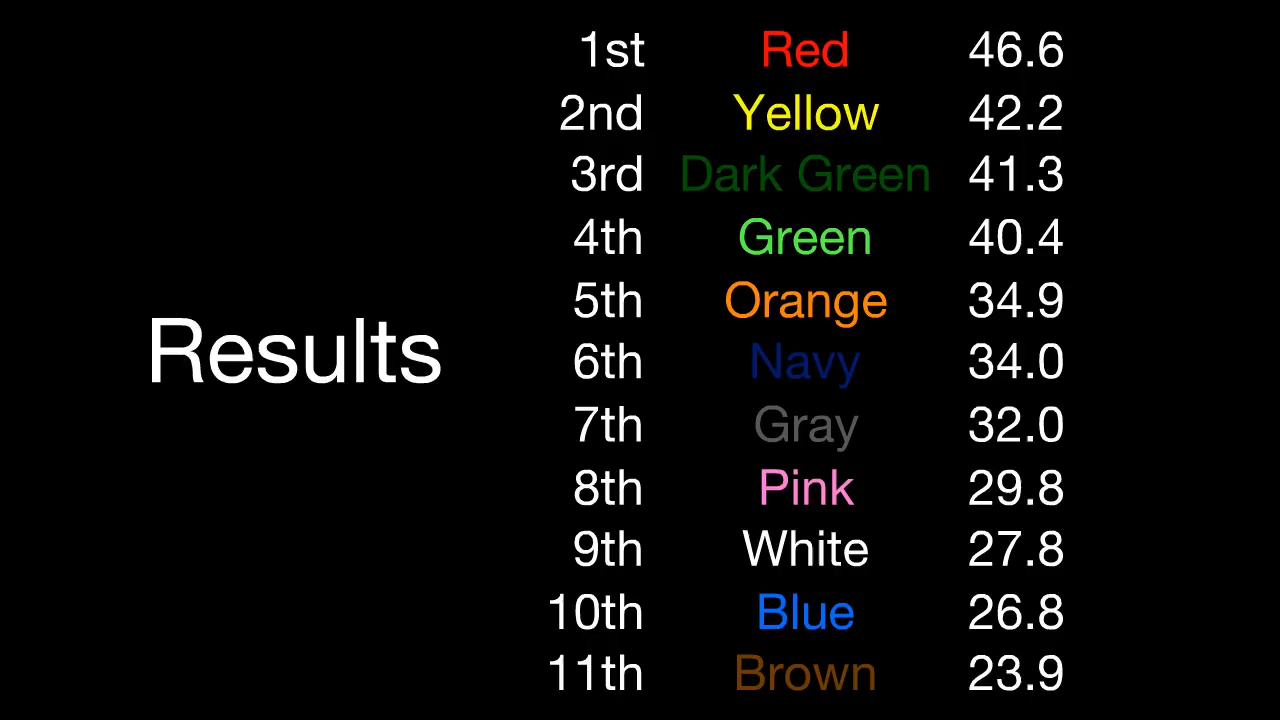 Results
1st Red 46.6
2nd Yellow 42.2
3rd Dark Green 41.3
4th Green 40.4
5th Orange 34.9
6th Navy 34.0
7th Gray 32.0
8th Pink 29.8
9th White 27.8
10th Blue 26.8
11th Brown 23.9